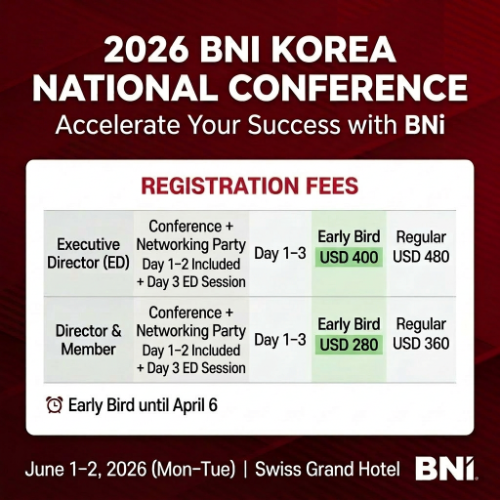 2026 BNI KOREA
NATIONAL CONFERENCE
Accelerate Your Success with BNi
REGISTRATION FEES
Executive
Director (ED)
Conference +
Networking Party
Day 1–2 Included
+ Day 3 ED Session
Day 1–3
Early Bird
USD 400
Regular
USD 480
Director &
Member
Conference +
Networking Party
Day 1–2 Included
+ Day 3 ED Session
Day 1–3
Early Bird
USD 280
Regular
USD 360
⏰ Early Bird until April 6
June 1–2, 2026 (Mon–Tue) | Swiss Grand Hotel
BNi